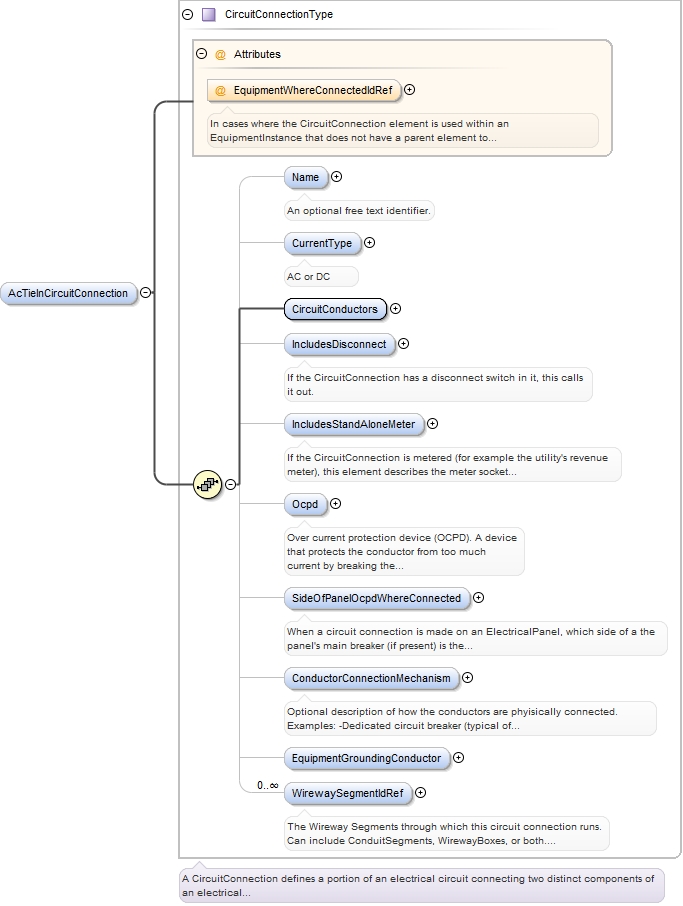 CircuitConnectionType
@ Attributes
@ EquipmentWhereConnectedIdRef
In cases where the CircuitConnection element is used within an
EquipmentInstance that does not have a parent element to...
Name
An optional free text identifier.
CurrentType
AC or DC
AcTieInCircuitConnection
CircuitConductors
IncludesDisconnect
If the CircuitConnection has a disconnect switch in it, this calls
it out.
IncludesStandAloneMeter
If the CircuitConnection is metered (for example the utility's revenue
meter), this element describes the meter socket...
Ocpd
Over current protection device (OCPD). A device
that protects the conductor from too much
current by breaking the...
SideOfPanelOcpdWhereConnected
When a circuit connection is made on an ElectricalPanel, which side of a the
panel's main breaker (if present) is the...
ConductorConnectionMechanism
Optional description of how the conductors are phyisically connected.
Examples: -Dedicated circuit breaker (typical of...
EquipmentGroundingConductor
0..∞
WirewaySegmentIdRef
The Wireway Segments through which this circuit connection runs.
Can include ConduitSegments, WirewayBoxes, or both....
A CircuitConnection defines a portion of an electrical circuit connecting two distinct components of
an electrical...